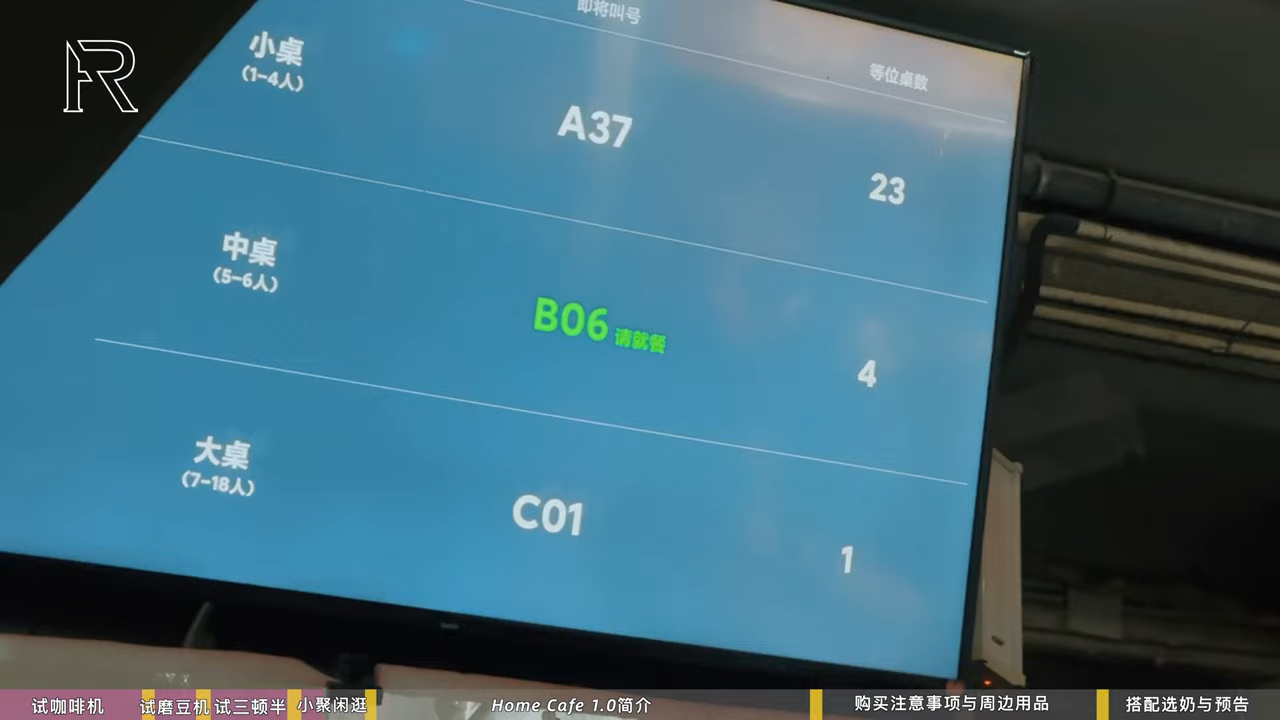 R
即将叫号
等位桌数
小桌
(1-4人)
A37
23
中桌
(5-6人)
B06 请就餐
4
大桌
(7-18人)
C01
1
试咖啡机 试磨豆机 试三顿半 小聚闲逛 Home Cafe 1.0简介 购买注意事项与周边用品 搭配选奶与预告